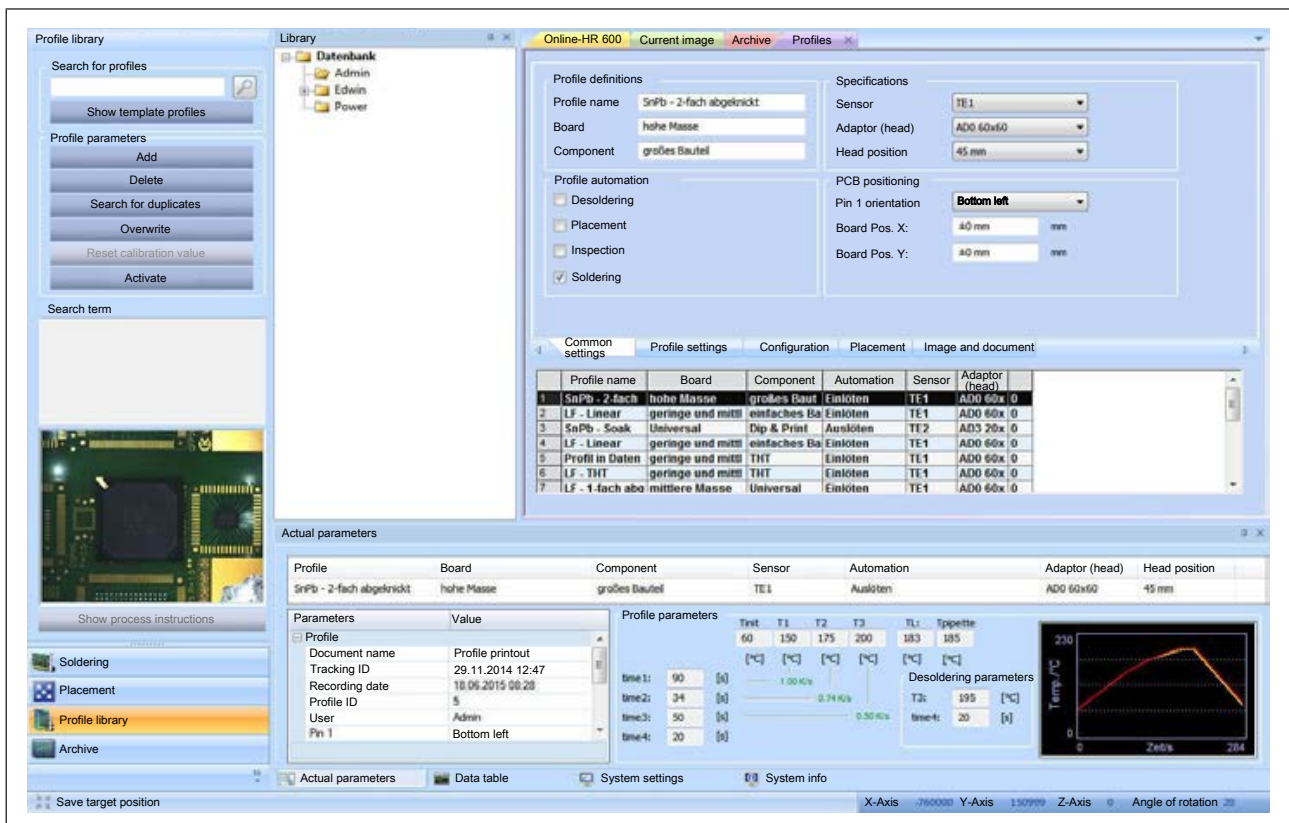 Profile library
Search for profiles
Show template profiles
Profile parameters
Add
Delete
Search for duplicates
Overwrite
Reset calibration value
Activate
Search term
Show process instructions
Soldering
Placement
Profile library
Archive
Save target position
Library
Datenbank
Admin
Edwin
Power
Online-HR 600 Current image Archive Profiles
Profile definitions
Profile name SnPb - 2-fach abgeknickt
Board hohe Masse
Component großes Bauteil
Profile automation
Desoldering
Placement
Inspection
Soldering
Specifications
Sensor TE1
Adaptor (head) AD0 60x60
Head position 45 mm
PCB positioning
Pin 1 orientation Bottom left
Board Pos. X: 40 mm mm
Board Pos. Y: 40 mm mm
Common settings Profile settings Configuration Placement Image and document
Profile name Board Component Automation Sensor Adaptor (head)
1 SnPb - 2-fach hohe Masse großes Baut Einlöten TE1 AD0 60x 0
2 LF - Linear geringe und mittl einfaches Ba Einlöten TE1 AD0 60x 0
3 SnPb - Soak Universal Dip & Print Auslöten TE2 AD3 20x 0
4 LF - Linear geringe und mittl einfaches Ba Einlöten TE1 AD0 60x 0
5 Profil in Daten geringe und mittl THT Einlöten TE1 AD0 60x 0
6 LF - THT geringe und mittl THT Einlöten TE1 AD0 60x 0
7 LF - 1-fach abg mittlere Masse Universal Einlöten TE1 AD0 60x 0
Actual parameters
Profile Board Component Sensor Automation Adaptor (head) Head position
SnPb - 2-fach abgeknickt hohe Masse großes Bauteil TE1 Auslöten AD0 60x60 45 mm
Parameters Value
Profile
Document name Profile printout
Tracking ID 29.11.2014 12:47
Recording date 18.06.2015 08:28
Profile ID 5
User Admin
Pin 1 Bottom left
Profile parameters
Tinit T1 T2 T3 TL: Tpipette
60 150 175 200 183 185
[°C] [°C] [°C] [°C] [°C] [°C]
time1: 90 [s] 1.00 K/s
time2: 34 [s] 0.74 K/s
time3: 50 [s] 0.50 K/s
time4: 20 [s]
Desoldering parameters
T3: 195 [°C]
time4: 20 [s]
230
Temp./°C
0
0 Zeit/s 284
Actual parameters Data table System settings System info
X-Axis -760000 Y-Axis 150999 Z-Axis 0 Angle of rotation